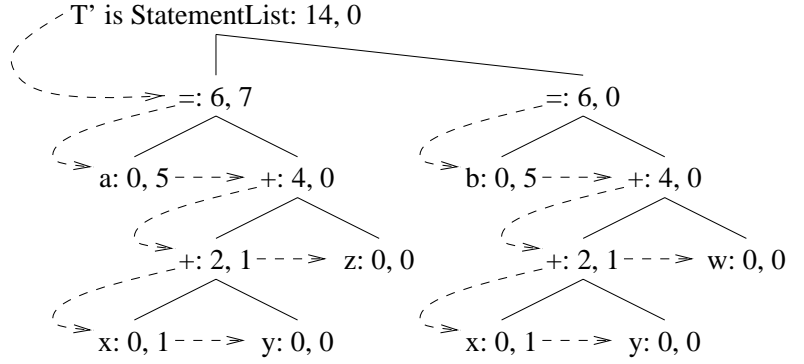 T' is StatementList: 14, 0
=: 6, 7 =: 6, 0
a: 0, 5 +: 4, 0 b: 0, 5 +: 4, 0
+: 2, 1 z: 0, 0 +: 2, 1 w: 0, 0
x: 0, 1 y: 0, 0 x: 0, 1 y: 0, 0